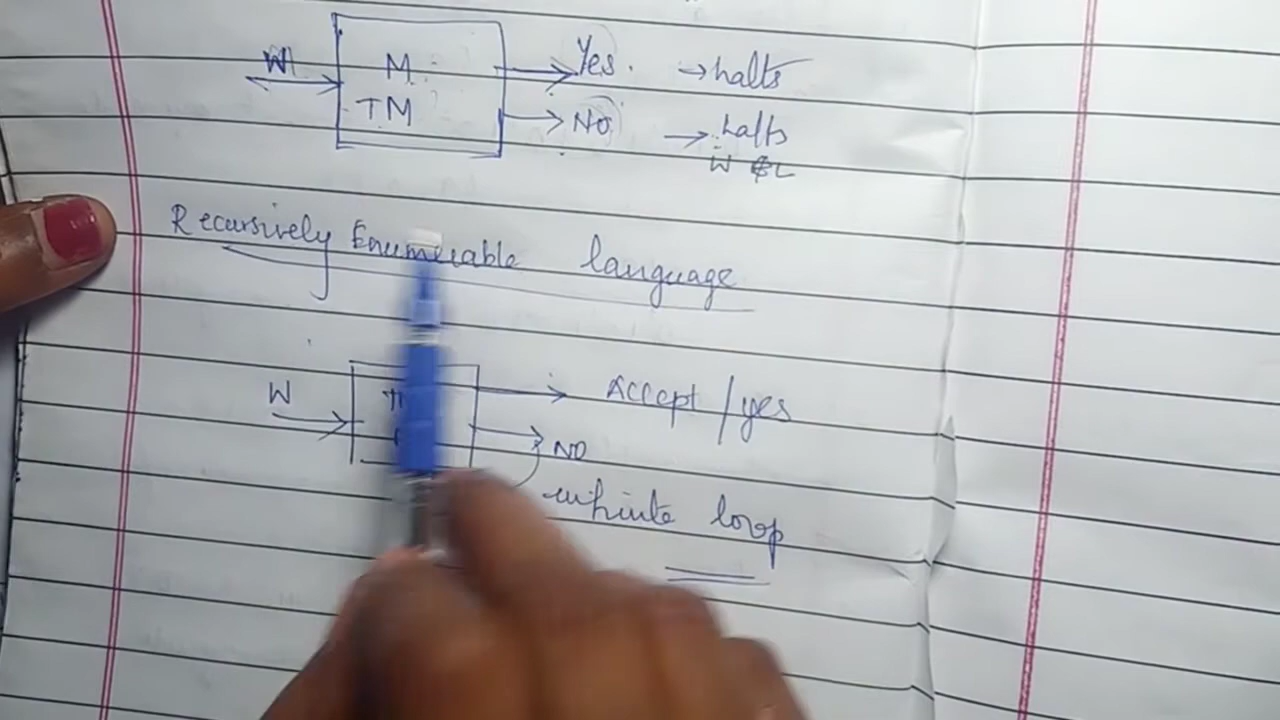 W M Yes. → halts
TM → No → halts
W ∉ L
Recursively Enumerable language
W Accept / yes
NO
infinite loop